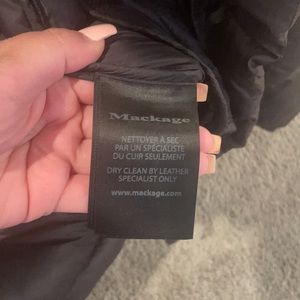 Mackage
NETTOYER À SEC
PAR UN SPÉCIALISTE
DU CUIR SEULEMENT
DRY CLEAN BY LEATHER
SPECIALIST ONLY
www.mackage.com